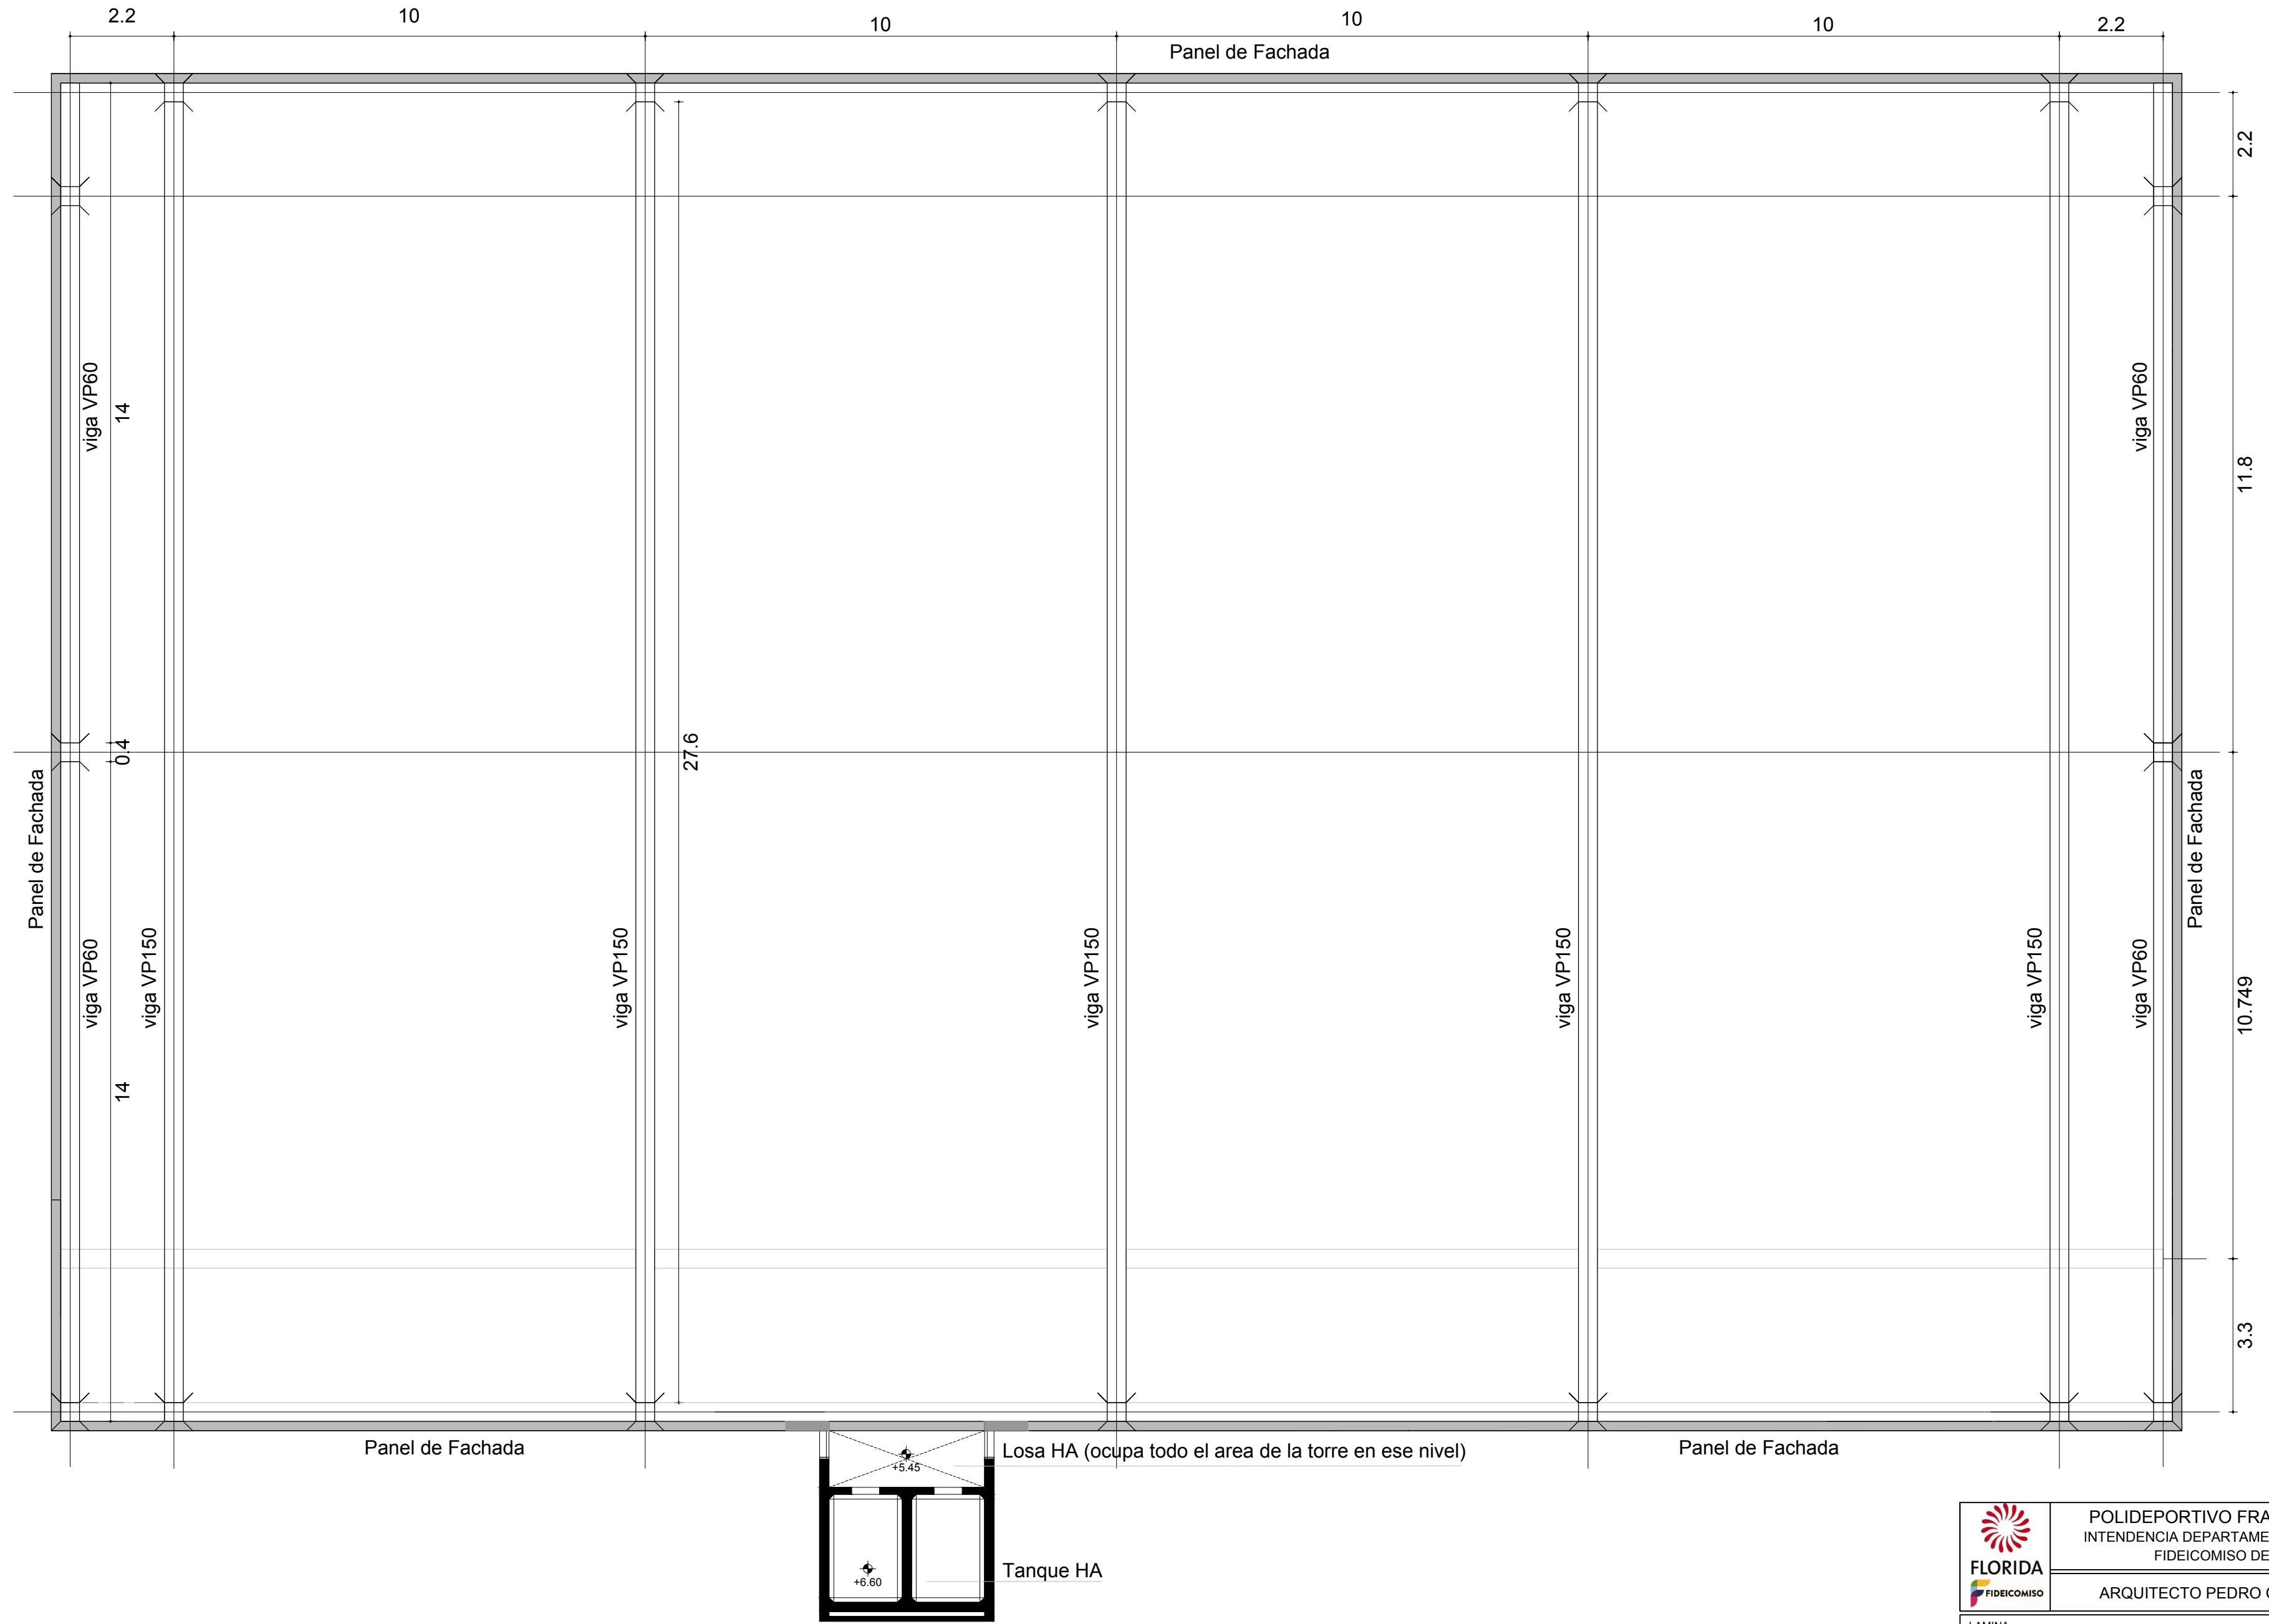 2.2
10
10
10
10
2.2
Panel de Fachada
2.2
viga VP60
14
viga VP60
11.8
0.4
27.6
Panel de Fachada
Panel de Fachada
viga VP60
viga VP150
viga VP150
viga VP150
viga VP150
viga VP150
viga VP60
10.749
14
3.3
Panel de Fachada
Losa HA (ocupa todo el area de la torre en ese nivel)
Panel de Fachada
+5.45
Tanque HA
+6.60
FLORIDA
FIDEICOMISO
POLIDEPORTIVO FRA
INTENDENCIA DEPARTAME
FIDEICOMISO DE
ARQUITECTO PEDRO